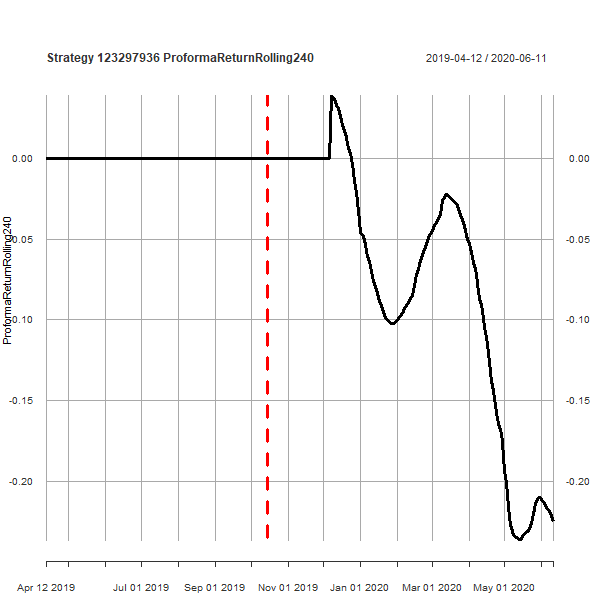 Strategy 123297936 ProformaReturnRolling240
2019-04-12 / 2020-06-11
ProformaReturnRolling240
0.00 0.00
-0.05 -0.05
-0.10 -0.10
-0.15 -0.15
-0.20 -0.20
Apr 12 2019 Jul 01 2019 Sep 01 2019 Nov 01 2019 Jan 01 2020 Mar 01 2020 May 01 2020